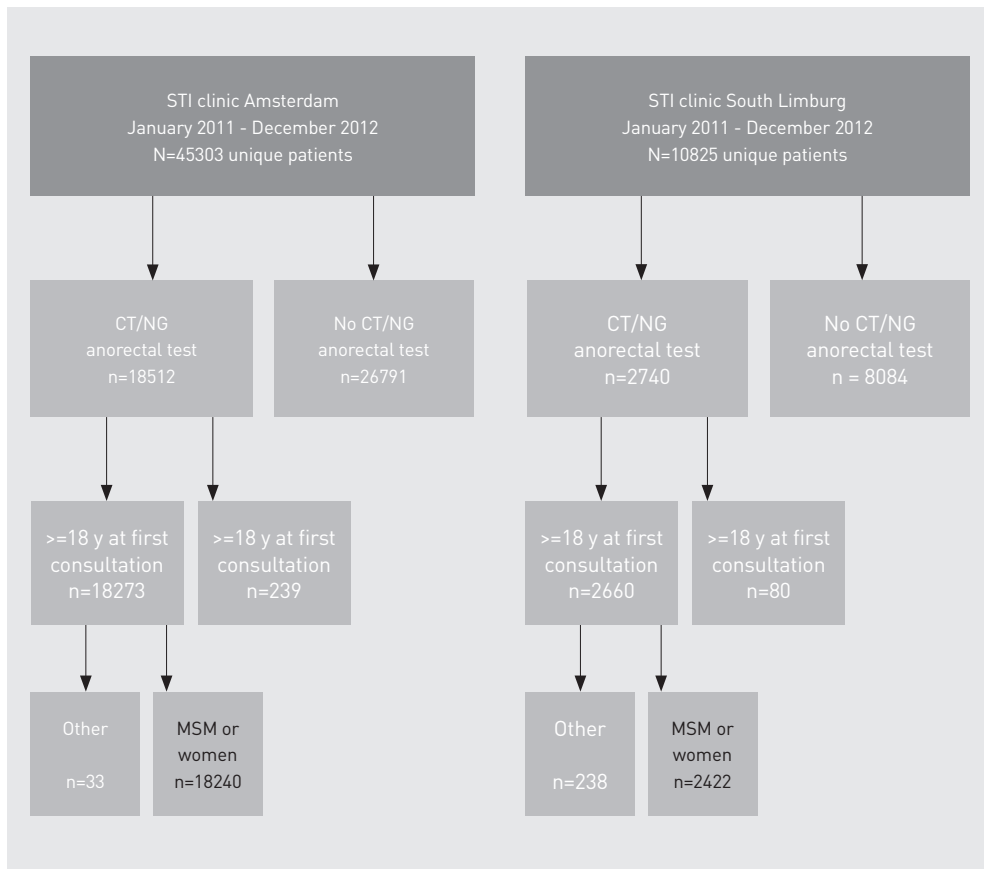 STI clinic Amsterdam
January 2011 - December 2012
N=45303 unique patients
STI clinic South Limburg
January 2011 - December 2012
N=10825 unique patients
CT/NG
anorectal test
n=18512
No CT/NG
anorectal test
n=26791
CT/NG
anorectal test
n=2740
No CT/NG
anorectal test
n = 8084
>=18 y at first
consultation
n=18273
>=18 y at first
consultation
n=239
>=18 y at first
consultation
n=2660
>=18 y at first
consultation
n=80
Other
n=33
MSM or
women
n=18240
Other
n=238
MSM or
women
n=2422